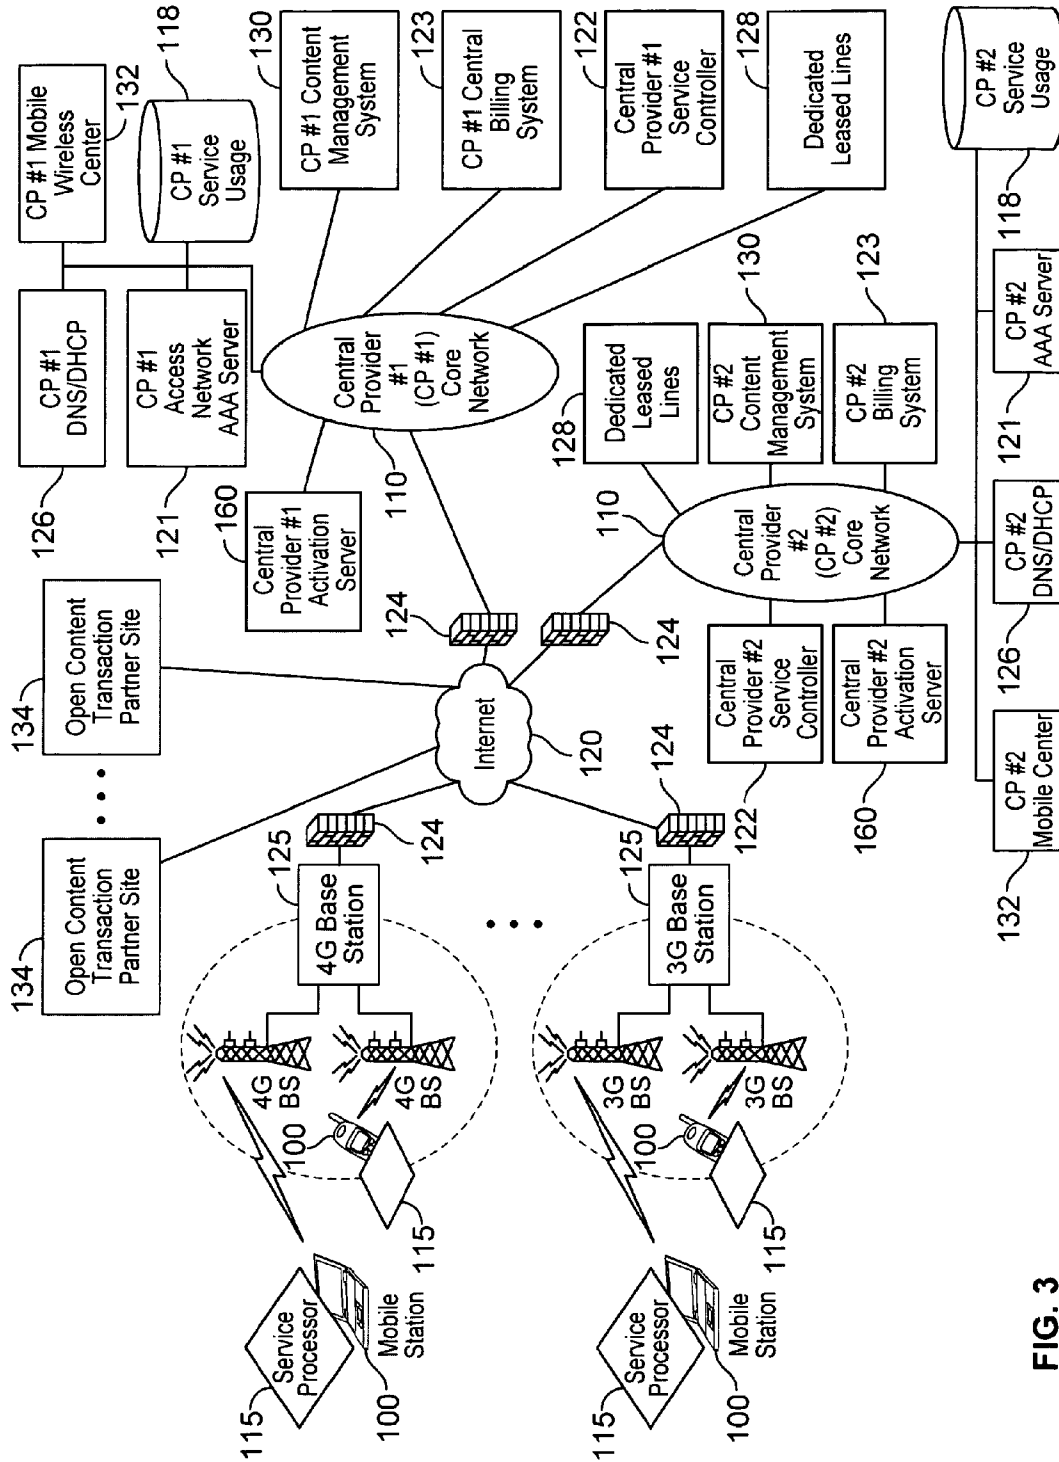 134
Open Content
Transaction
Partner Site
134
Open Content
Transaction
Partner Site
126
CP #1
DNS/DHCP
CP #1 Mobile
Wireless
Center
132
121
CP #1
Access
Network
AAA Server
CP #1
Service
Usage
118
160
Central
Provider #1
Activation
Server
110
Central
Provider
#1
(CP #1)
Core
Network
130
CP #1 Content
Management
System
123
CP #1 Central
Billing
System
122
Central
Provider #1
Service
Controller
128
Dedicated
Leased Lines
115
Service
Processor
100
Mobile
Station
100
115
4G
BS
4G
BS
125
4G Base
Station
124
Internet
120
124
124
115
Service
Processor
100
Mobile
Station
100
115
3G
BS
3G
BS
125
3G Base
Station
124
128
Dedicated
Leased
Lines
110
Central
Provider
#2
(CP #2)
Core
Network
122
Central
Provider #2
Service
Controller
160
Central
Provider #2
Activation
Server
130
CP #2
Content
Management
System
123
CP #2
Billing
System
132
CP #2
Mobile Center
126
CP #2
DNS/DHCP
121
CP #2
AAA Server
118
CP #2
Service
Usage
FIG. 3